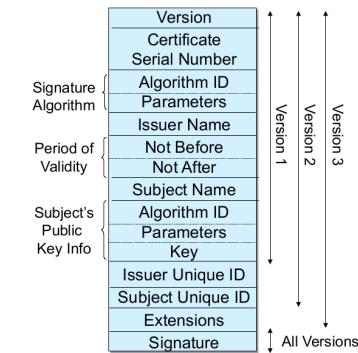 Version
Certificate
Serial Number
Signature
Algorithm
Algorithm ID
Parameters
Issuer Name
Period of
Validity
Not Before
Not After
Subject Name
Subject's
Public
Key Info
Algorithm ID
Parameters
Key
Issuer Unique ID
Subject Unique ID
Extensions
Signature
Version 1
Version 2
Version 3
All Versions